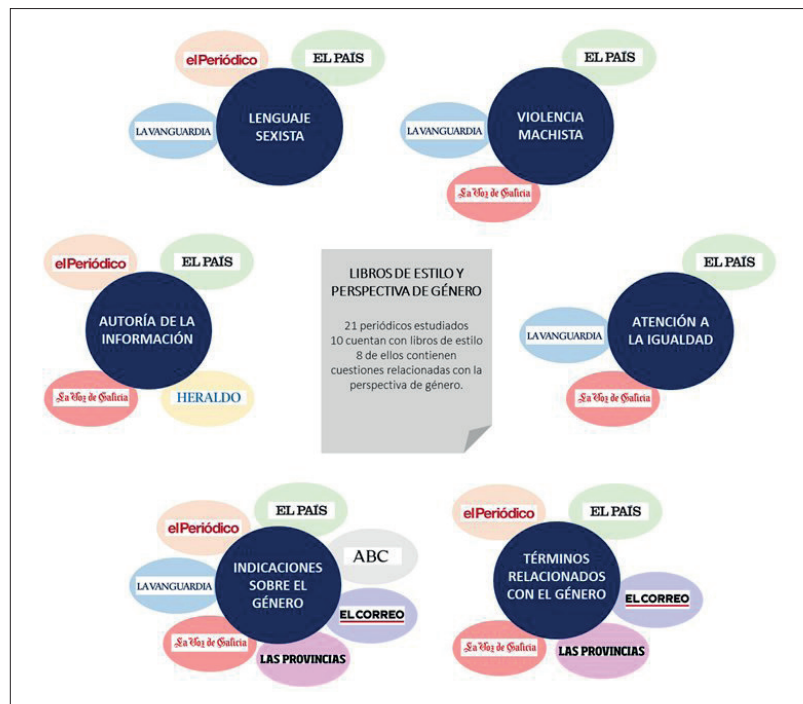 elPeriódico
EL PAÍS
LA VANGUARDIA
LENGUAJE
SEXISTA
EL PAÍS
LA VANGUARDIA
VIOLENCIA
MACHISTA
La Voz de Galicia
elPeriódico
EL PAÍS
AUTORÍA DE LA
INFORMACIÓN
La Voz de Galicia
HERALDO
LIBROS DE ESTILO Y
PERSPECTIVA DE GÉNERO
21 periódicos estudiados
10 cuentan con libros de estilo
8 de ellos contienen
cuestiones relacionadas con la
perspectiva de género.
EL PAÍS
LA VANGUARDIA
ATENCIÓN A
LA IGUALDAD
La Voz de Galicia
elPeriódico
EL PAÍS
ABC
LA VANGUARDIA
INDICACIONES
SOBRE EL
GÉNERO
EL CORREO
La Voz de Galicia
LAS PROVINCIAS
elPeriódico
EL PAÍS
TÉRMINOS
RELACIONADOS
CON EL GÉNERO
EL CORREO
La Voz de Galicia
LAS PROVINCIAS